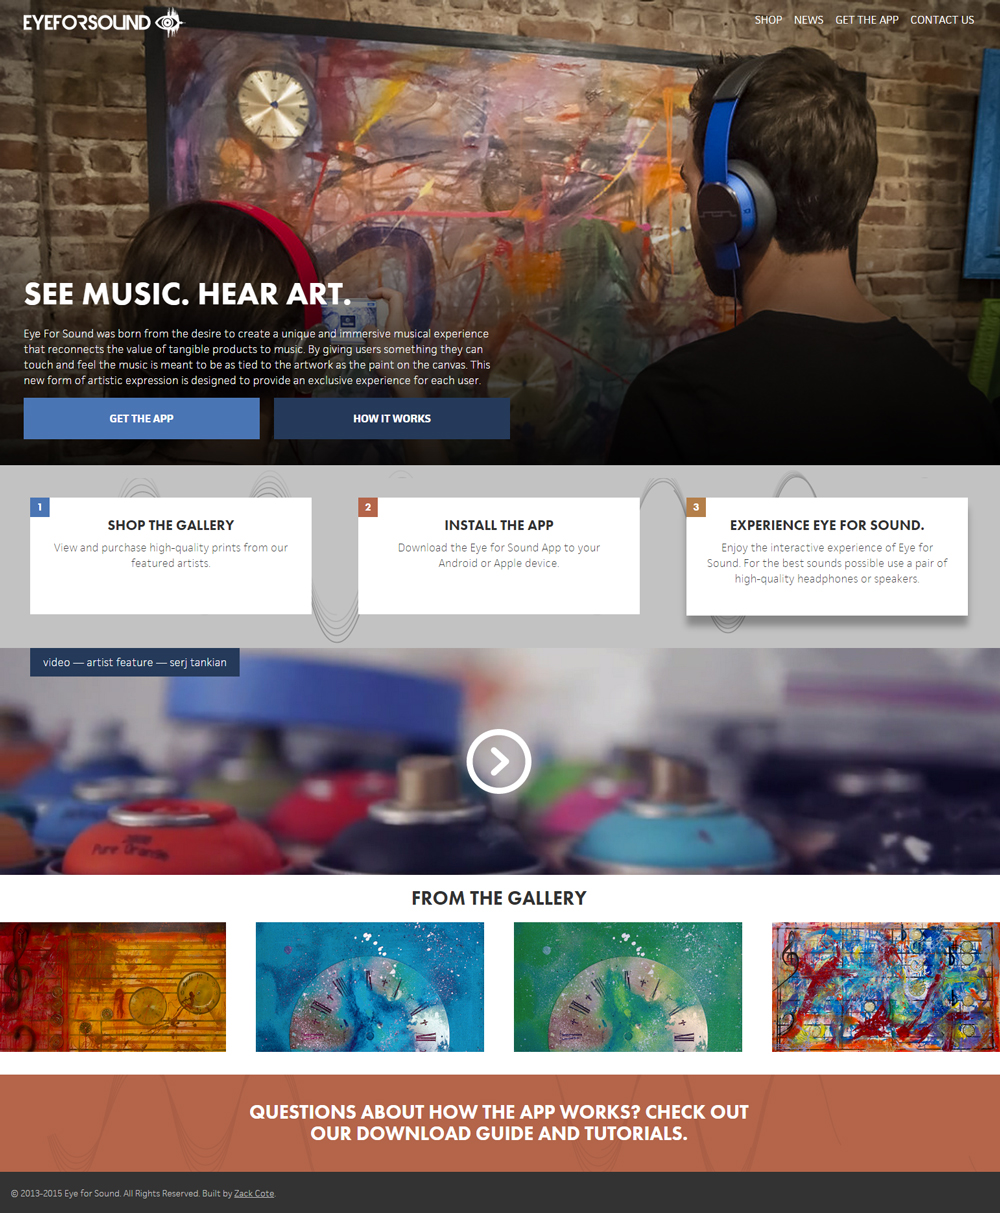 EYEFORSOUND
SHOP NEWS GET THE APP CONTACT US
SEE MUSIC. HEAR ART.
Eye For Sound was born from the desire to create a unique and immersive musical experience
that reconnects the value of tangible products to music. By giving users something they can
touch and feel the music is meant to be as tied to the artwork as the paint on the canvas. This
new form of artistic expression is designed to provide an exclusive experience for each user.
GET THE APP
HOW IT WORKS
1
SHOP THE GALLERY
View and purchase high-quality prints from our
featured artists.
2
INSTALL THE APP
Download the Eye for Sound App to your
Android or Apple device.
3
EXPERIENCE EYE FOR SOUND.
Enjoy the interactive experience of Eye for
Sound. For the best sounds possible use a pair of
high-quality headphones or speakers.
video — artist feature — serj tankian
Pure Orange
FROM THE GALLERY
QUESTIONS ABOUT HOW THE APP WORKS? CHECK OUT
OUR DOWNLOAD GUIDE AND TUTORIALS.
© 2013-2015 Eye for Sound. All Rights Reserved. Built by Zack Cote.